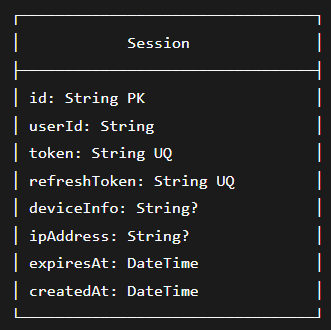 Session
id: String PK
userId: String
token: String UQ
refreshToken: String UQ
deviceInfo: String?
ipAddress: String?
expiresAt: DateTime
createdAt: DateTime